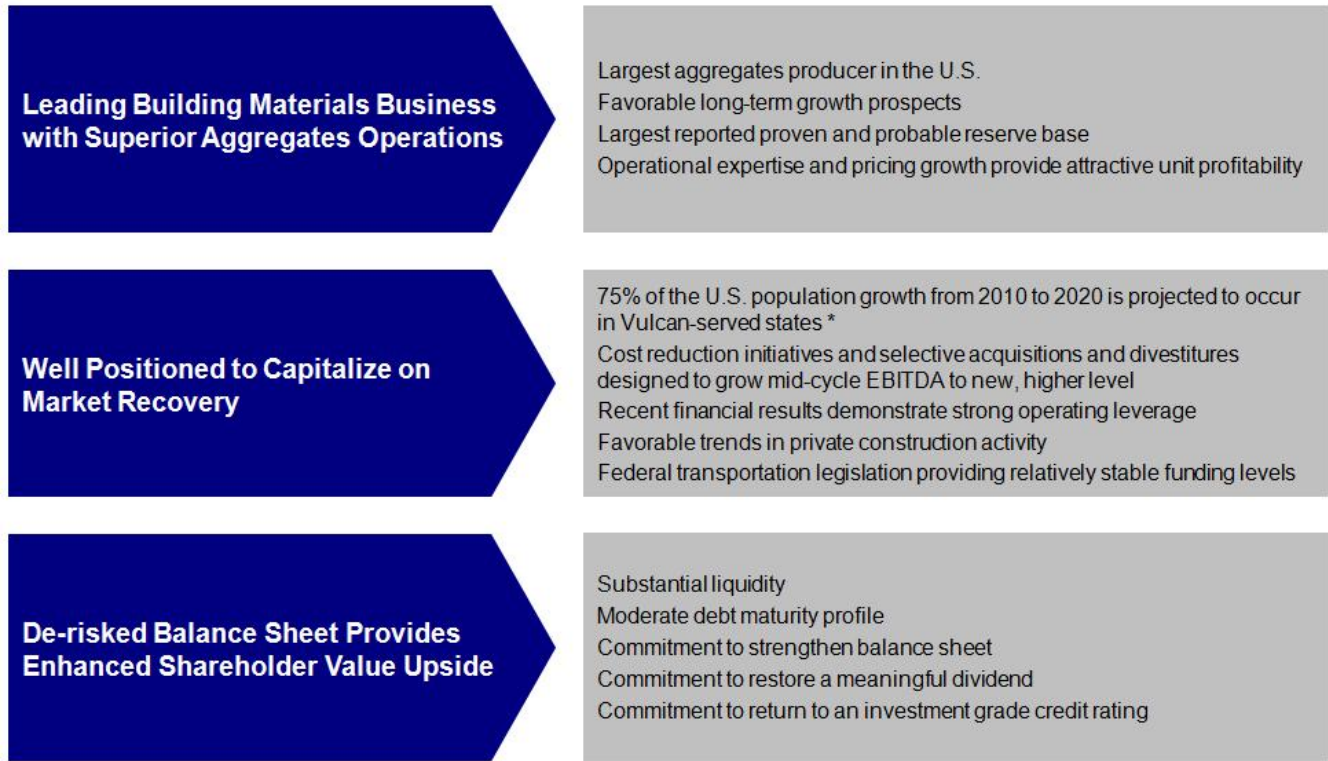 Leading Building Materials Business
with Superior Aggregates Operations
Largest aggregates producer in the U.S.
Favorable long-term growth prospects
Largest reported proven and probable reserve base
Operational expertise and pricing growth provide attractive unit profitability
Well Positioned to Capitalize on
Market Recovery
75% of the U.S. population growth from 2010 to 2020 is projected to occur
in Vulcan-served states *
Cost reduction initiatives and selective acquisitions and divestitures
designed to grow mid-cycle EBITDA to new, higher level
Recent financial results demonstrate strong operating leverage
Favorable trends in private construction activity
Federal transportation legislation providing relatively stable funding levels
De-risked Balance Sheet Provides
Enhanced Shareholder Value Upside
Substantial liquidity
Moderate debt maturity profile
Commitment to strengthen balance sheet
Commitment to restore a meaningful dividend
Commitment to return to an investment grade credit rating